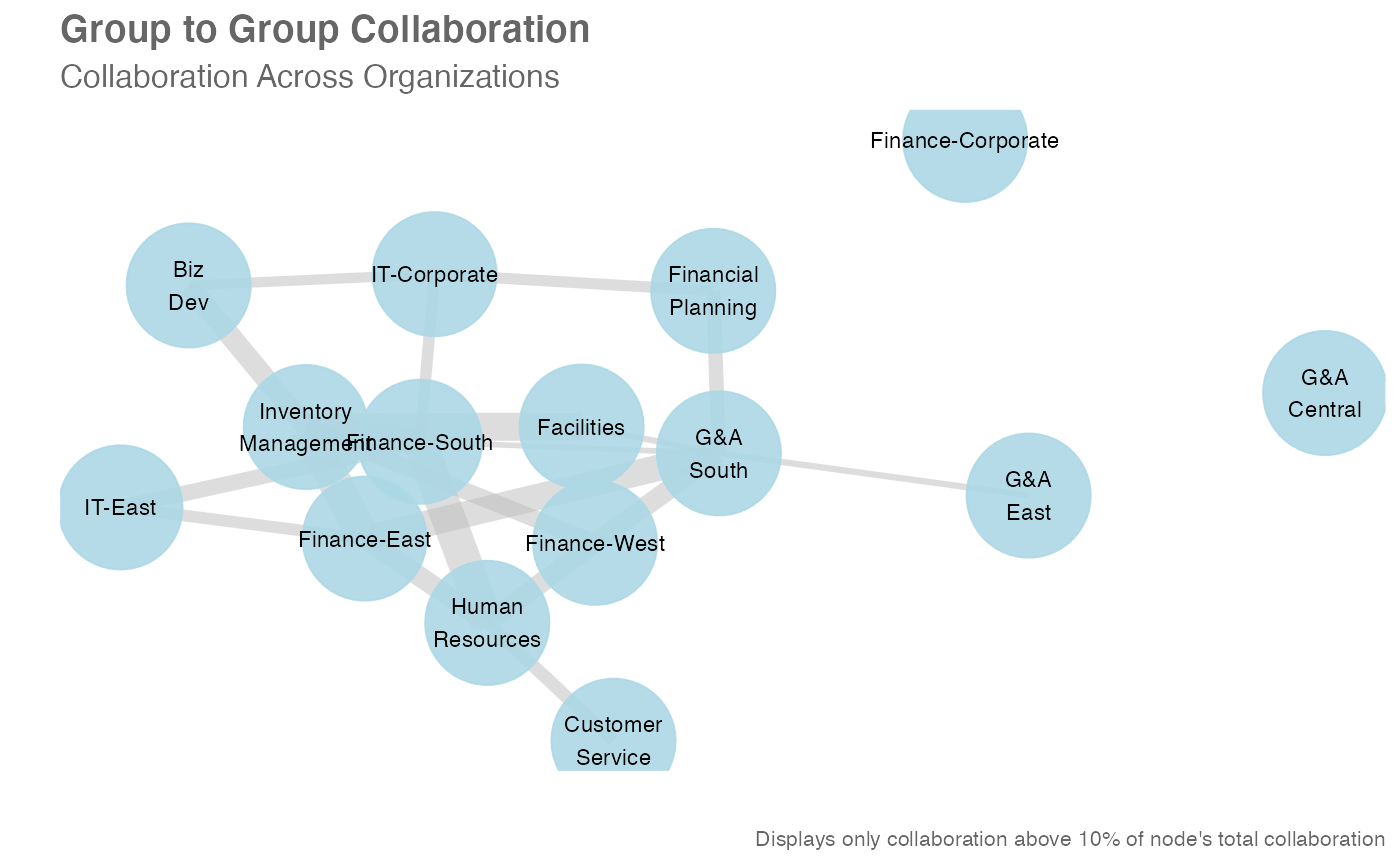 Group to Group Collaboration
Collaboration Across Organizations
Finance-Corporate
Biz
Dev
IT-Corporate
Financial
Planning
G&A
Central
Inventory
Management
Finance-South
Facilities
G&A
South
G&A
East
IT-East
Finance-East
Finance-West
Human
Resources
Customer
Service
Displays only collaboration above 10% of node's total collaboration